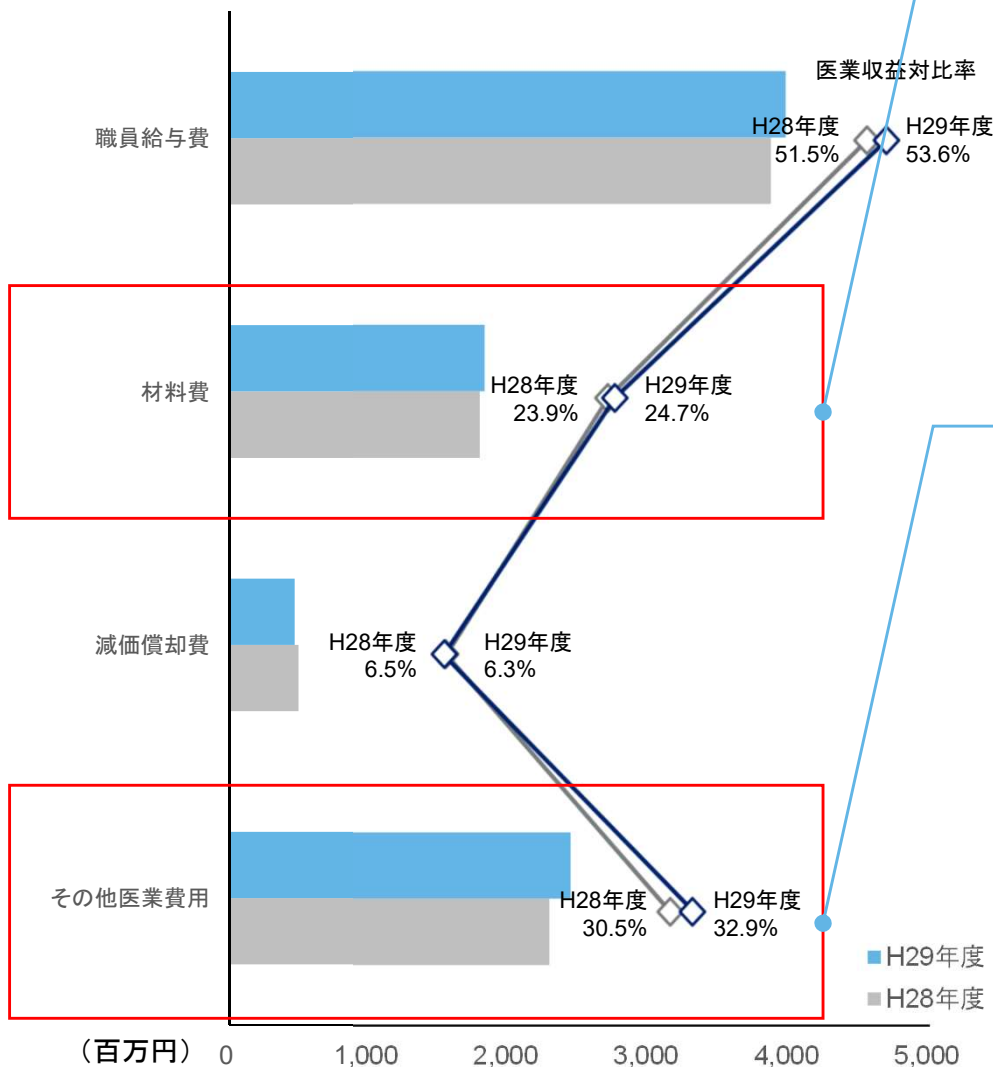 医業収益対比率
職員給与費
H28年度
51.5%
H29年度
53.6%
材料費
H28年度
23.9%
H29年度
24.7%
減価償却費
H28年度
6.5%
H29年度
6.3%
その他医業費用
H28年度
30.5%
H29年度
32.9%
H29年度
H28年度
（百万円） 0 1,000 2,000 3,000 4,000 5,000